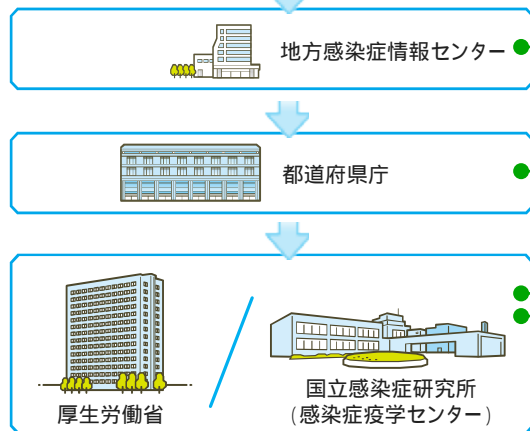 地方感染症情報センター
都道府県庁
厚生労働省
国立感染症研究所
(感染症疫学センター)